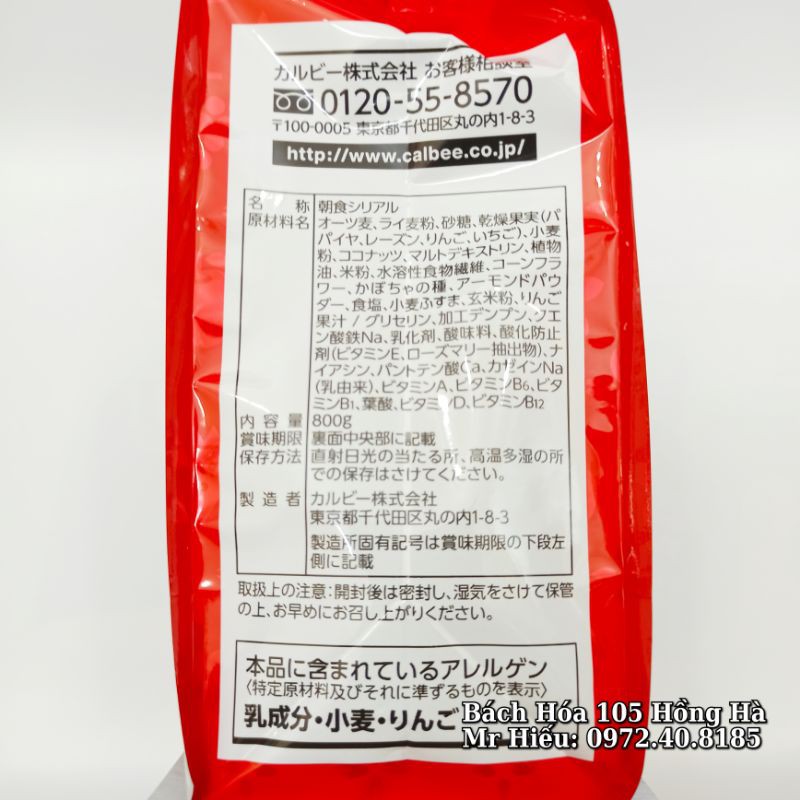 カルビー株式会社 お客様相談室
0120-55-8570
〒100-0005 東京都千代田区丸の内1-8-3
http://www.calbee.co.jp/
名称 朝食シリアル
原材料名 オーツ麦、ライ麦粉、砂糖、乾燥果実(パ
パイヤ、レーズン、りんご、いちご)、小麦
粉、ココナッツ、マルトデキストリン、植物
油、米粉、水溶性食物繊維、コーンフラ
ワー、かぼちゃの種、アーモンドパウ
ダー、食塩、小麦ふすま、玄米粉、りんご
果汁 / グリセリン、加工デンプン、クエ
ン酸鉄Na、乳化剤、酸味料、酸化防止
剤(ビタミンE、ローズマリー抽出物)、ナ
イアシン、パントテン酸Ca、カゼインNa
(乳由来)、ビタミンA、ビタミンB6、ビタ
ミンB1、葉酸、ビタミンD、ビタミンB12
内容量 800g
賞味期限 裏面中央部に記載
保存方法 直射日光の当たる所、高温多湿の所
での保存はさけてください。
製造者 カルビー株式会社
東京都千代田区丸の内1-8-3
製造所固有記号は賞味期限の下段左
側に記載
取扱上の注意:開封後は密封し、湿気をさけて保管
の上、お早めにお召し上がりください。
本品に含まれているアレルゲン
〈特定原材料及びそれに準ずるものを表示〉
乳成分・小麦・りんご
Bách Hóa 105 Hồng Hà
Mr Hiếu: 0972.40.8185